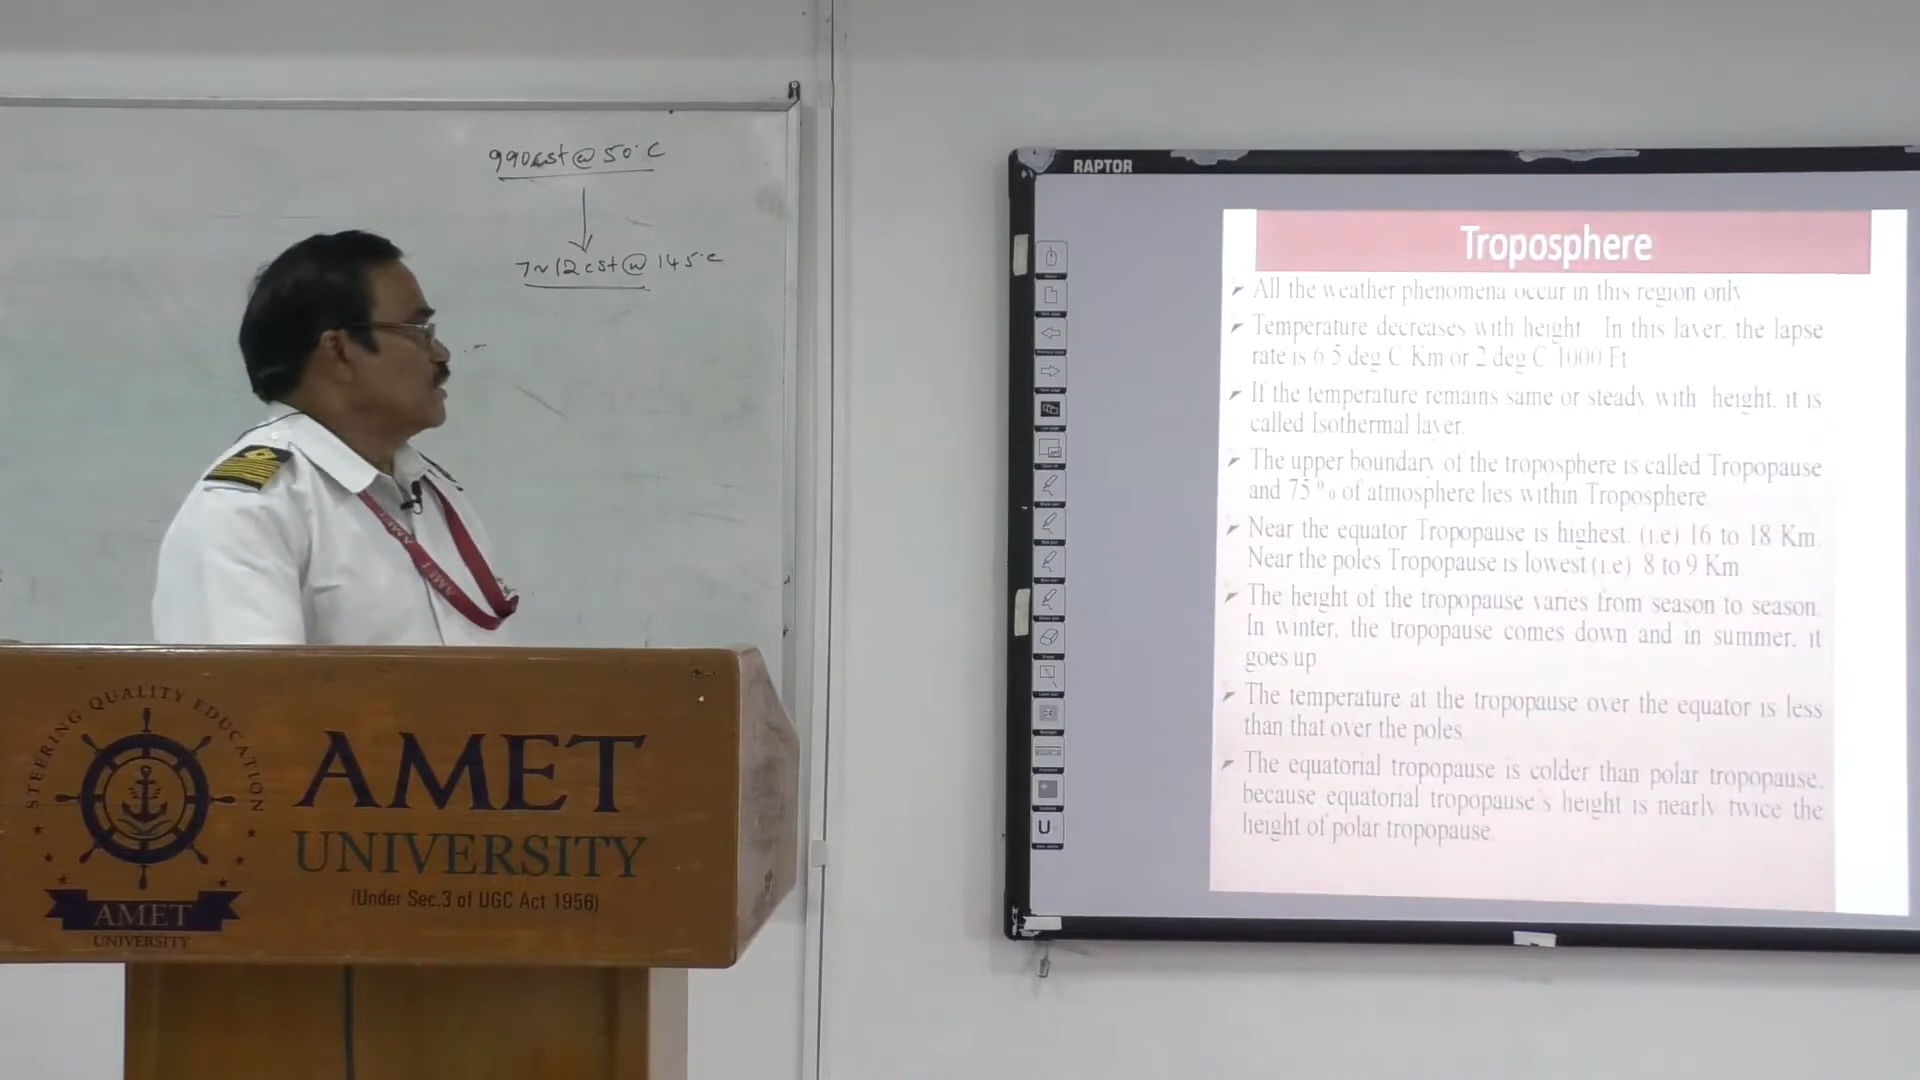 990cst@ 50°C
7~12cst@ 145°C
RAPTOR
Troposphere
All the weather phenomena occur in this region only
Temperature decreases with height In this layer, the lapse
rate is 6 5 deg C Km or 2 deg C 1000 Ft
If the temperature remains same or steady with height, it is
called Isothermal layer.
The upper boundary of the troposphere is called Tropopause
and 75% of atmosphere lies within Troposphere
Near the equator Tropopause is highest. (i.e) 16 to 18 Km.
Near the poles Tropopause is lowest (i.e) 8 to 9 Km.
The height of the tropopause varies from season to season.
In winter, the tropopause comes down and in summer, it
goes up
The temperature at the tropopause over the equator is less
than that over the poles
The equatorial tropopause is colder than polar tropopause,
because equatorial tropopause's height is nearly twice the
height of polar tropopause.
U
AMET
STEERING QUALITY EDUCATION
AMET
UNIVERSITY
AMET
UNIVERSITY
(Under Sec.3 of UGC Act 1956)